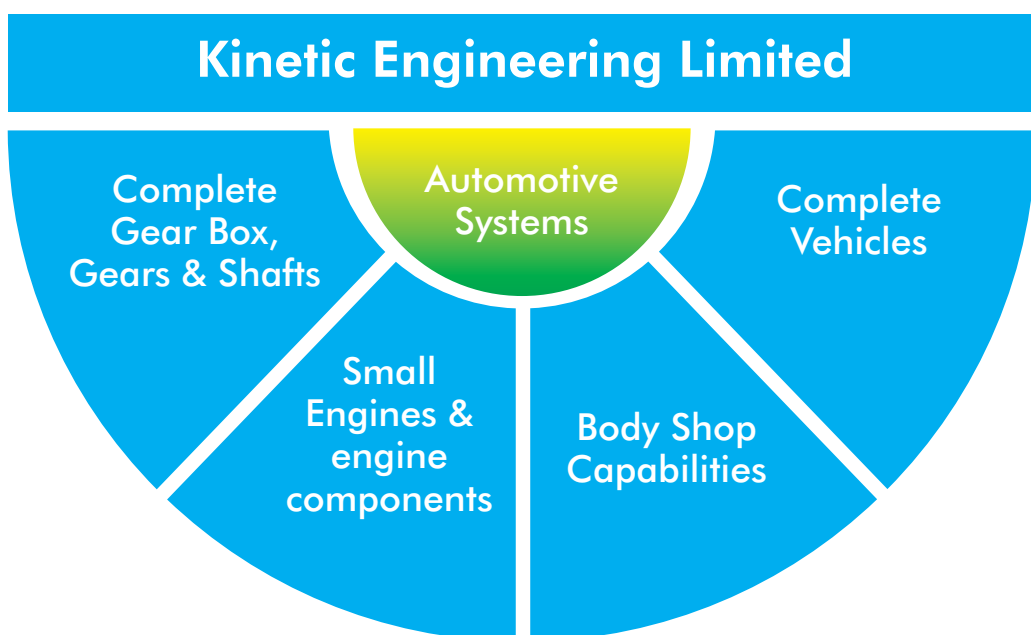 Kinetic Engineering Limited
Automotive
Systems
Complete
Gear Box,
Gears & Shafts
Small
Engines &
engine
components
Body Shop
Capabilities
Complete
Vehicles